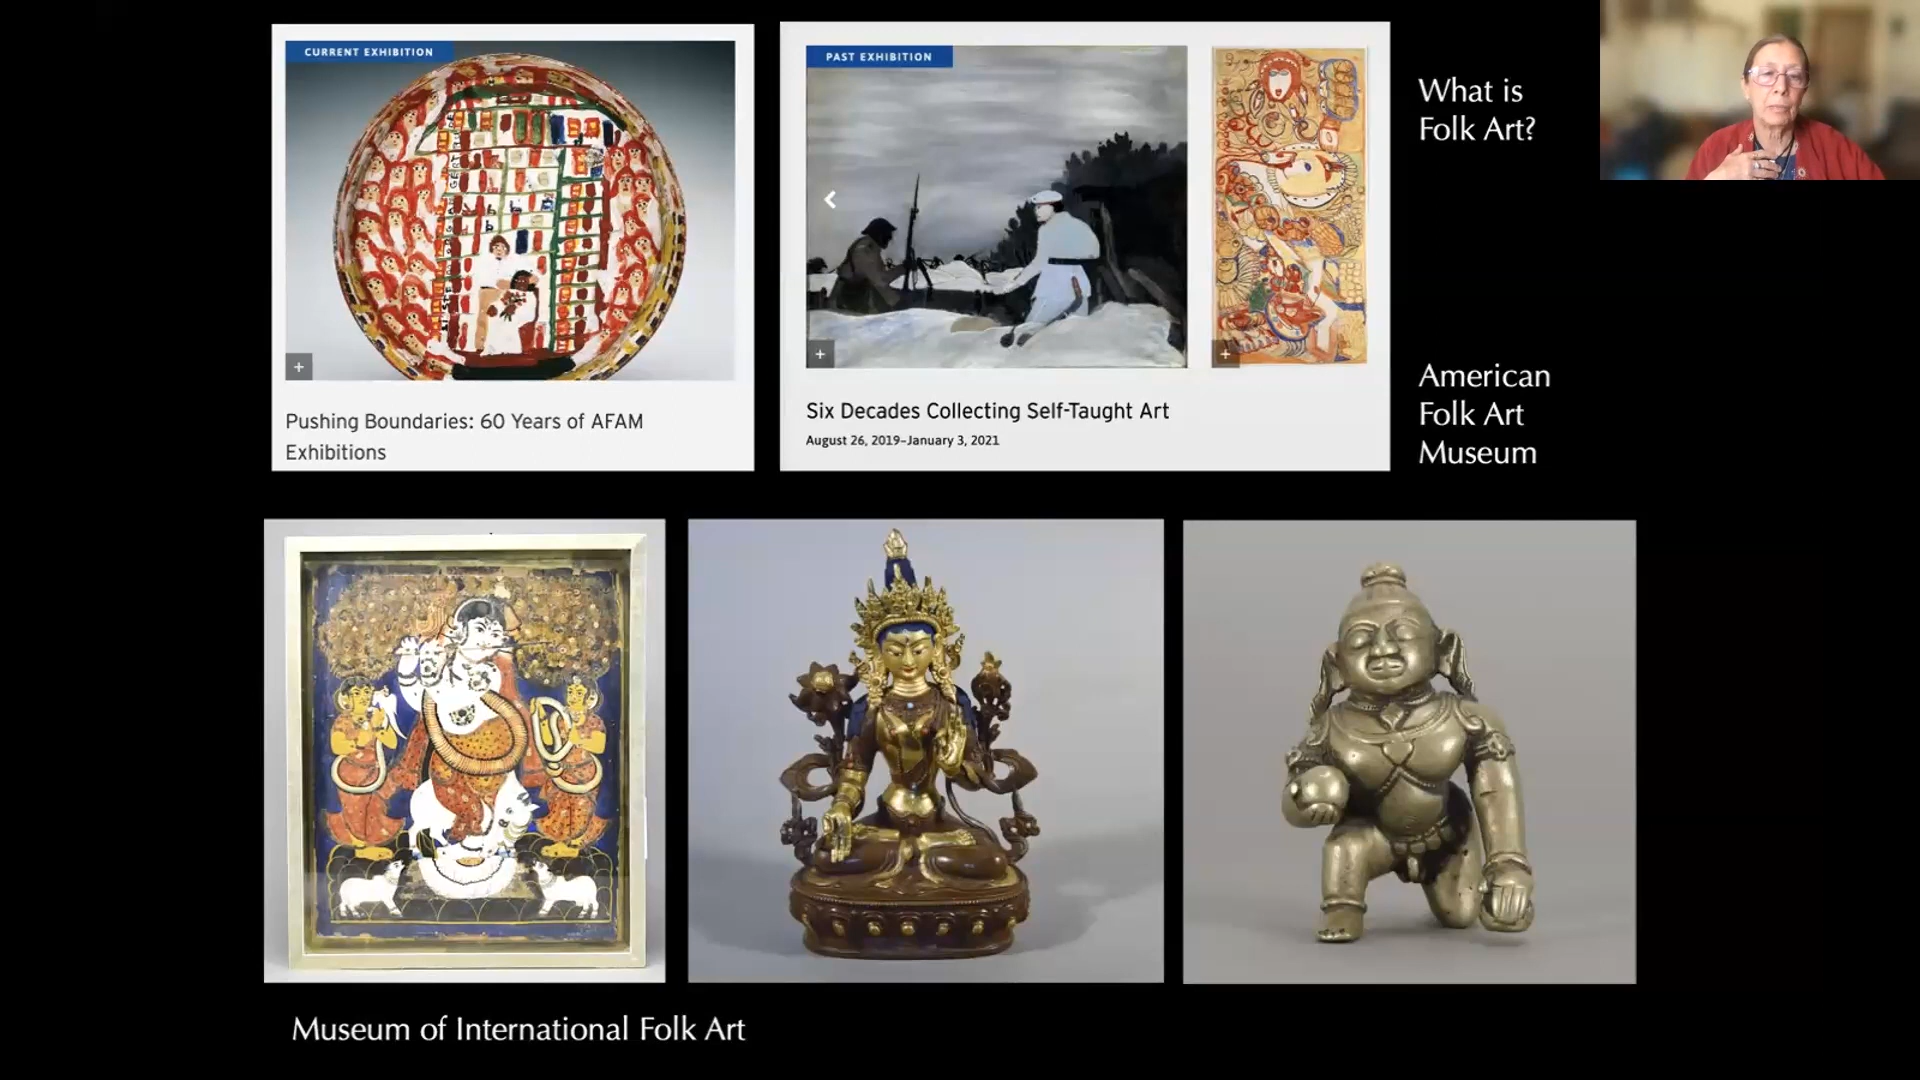 CURRENT EXHIBITION
Pushing Boundaries: 60 Years of AFAM
Exhibitions
PAST EXHIBITION
Six Decades Collecting Self-Taught Art
August 26, 2019–January 3, 2021
What is
Folk Art?
American
Folk Art
Museum
Museum of International Folk Art